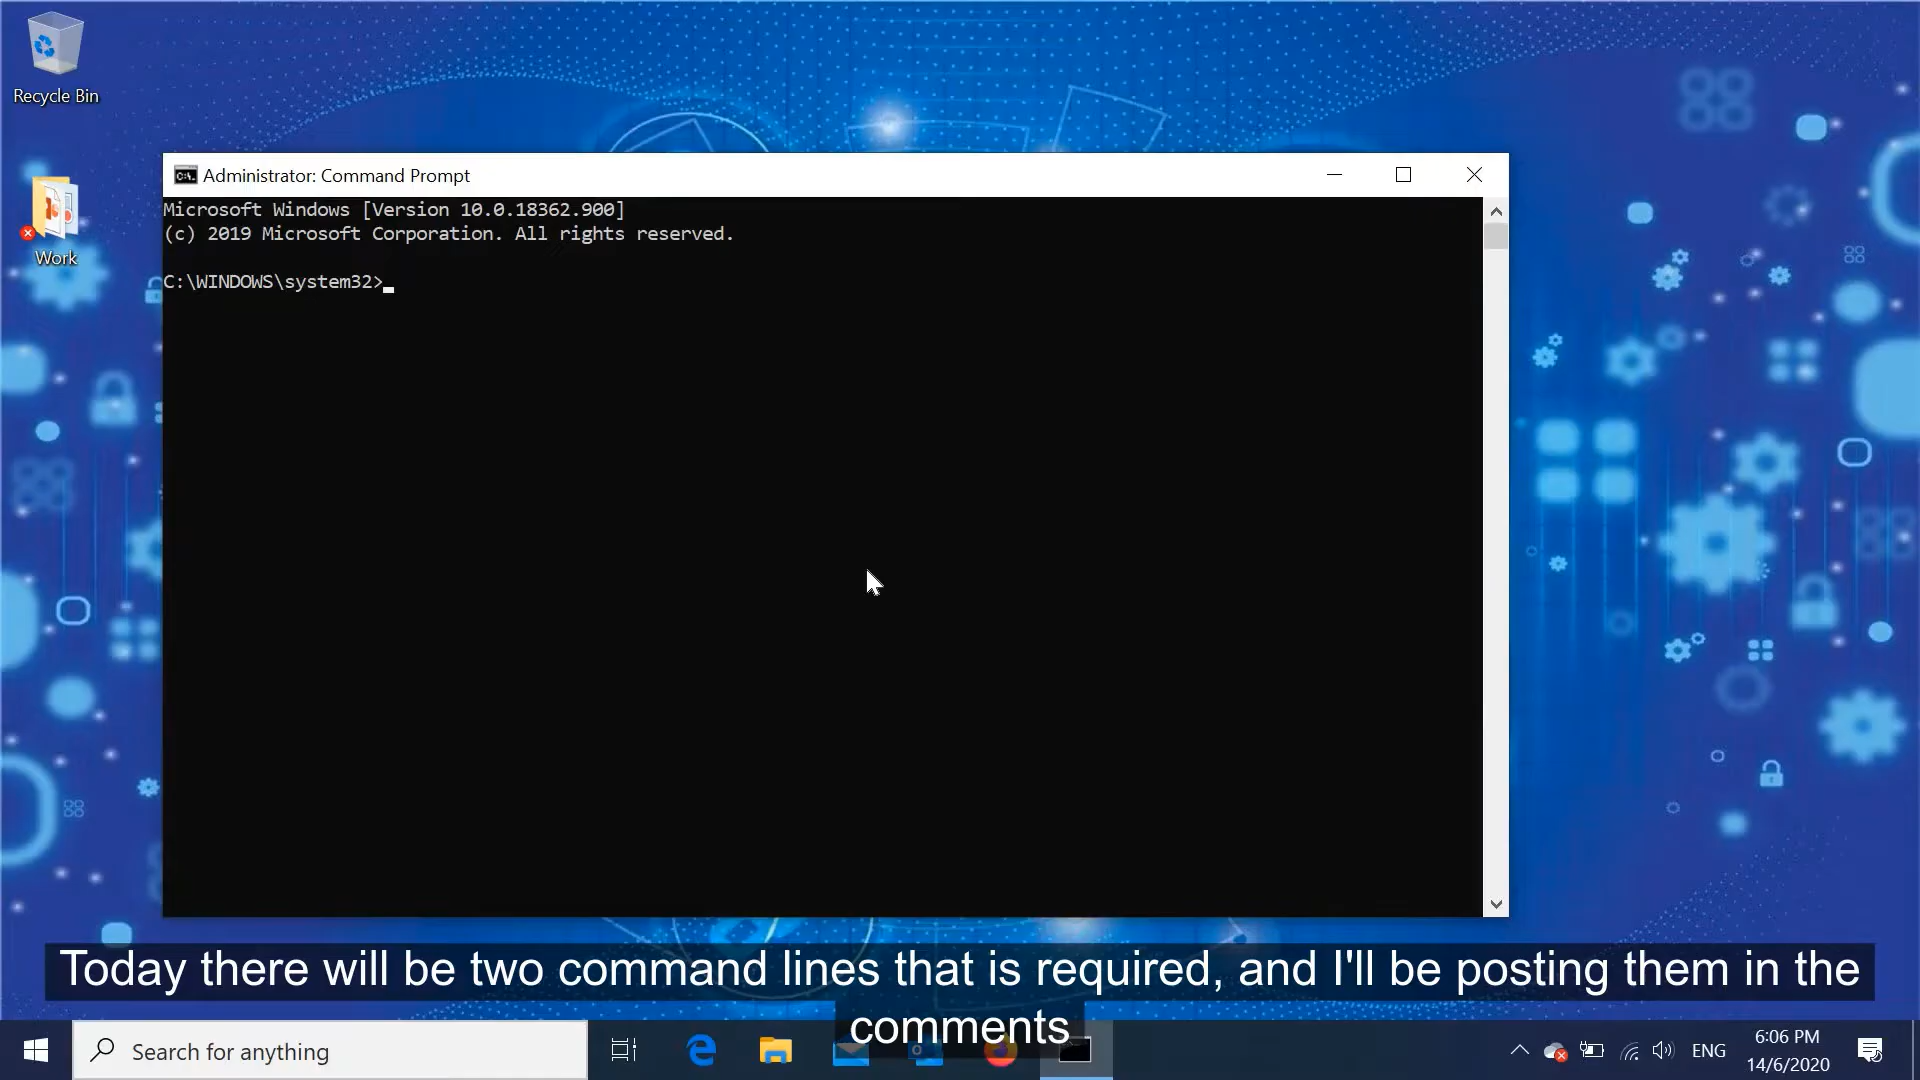 Recycle Bin
Administrator: Command Prompt
Microsoft Windows [Version 10.0.18362.900]
(c) 2019 Microsoft Corporation. All rights reserved.
C:\WINDOWS\system32>
Work
Today there will be two command lines that is required, and I'll be posting them in the
comments
Search for anything
ENG
6:06 PM
14/6/2020